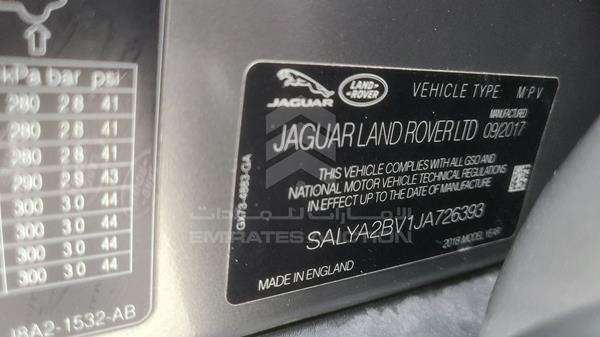 kPa bar psi
280 2.8 41
280 2.8 41
280 2.8 41
290 2.9 43
300 3.0 44
300 3.0 44
300 3.0 44
300 3.0 44
J8A2-1532-AB
JAGUAR
LAND ROVER
VEHICLE TYPE M.P.V
MANUFACTURED
JAGUAR LAND ROVER LTD 09/2017
THIS VEHICLE COMPLIES WITH ALL GSO AND
NATIONAL MOTOR VEHICLE TECHNICAL REGULATIONS
IN EFFECT UP TO THE DATE OF MANUFACTURE
SALYA2BV1JA726393
2018 MODEL YEAR
MADE IN ENGLAND
الإمارات للمزادات
EMIRATES AUCTION